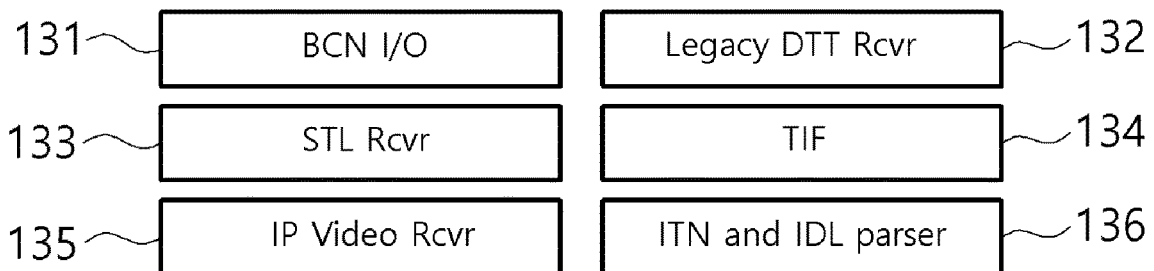 131 BCN I/O Legacy DTT Rcvr 132
133 STL Rcvr TIF 134
135 IP Video Rcvr ITN and IDL parser 136